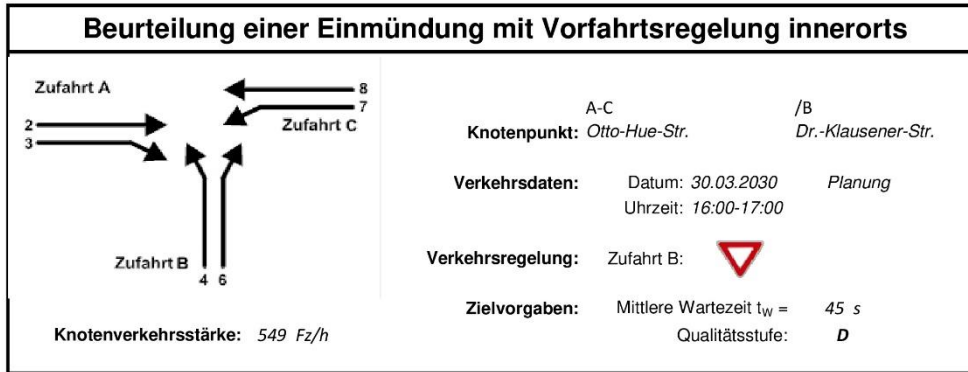 Beurteilung einer Einmündung mit Vorfahrtsregelung innerorts
Zufahrt A
8
7
2
3
Zufahrt C
Zufahrt B
4 6
Knotenverkehrsstärke: 549 Fz/h
A-C /B
Knotenpunkt: Otto-Hue-Str. Dr.-Klausener-Str.
Verkehrsdaten: Datum: 30.03.2030 Planung
Uhrzeit: 16:00-17:00
Verkehrsregelung: Zufahrt B:
Zielvorgaben: Mittlere Wartezeit tW = 45 s
Qualitätsstufe: D